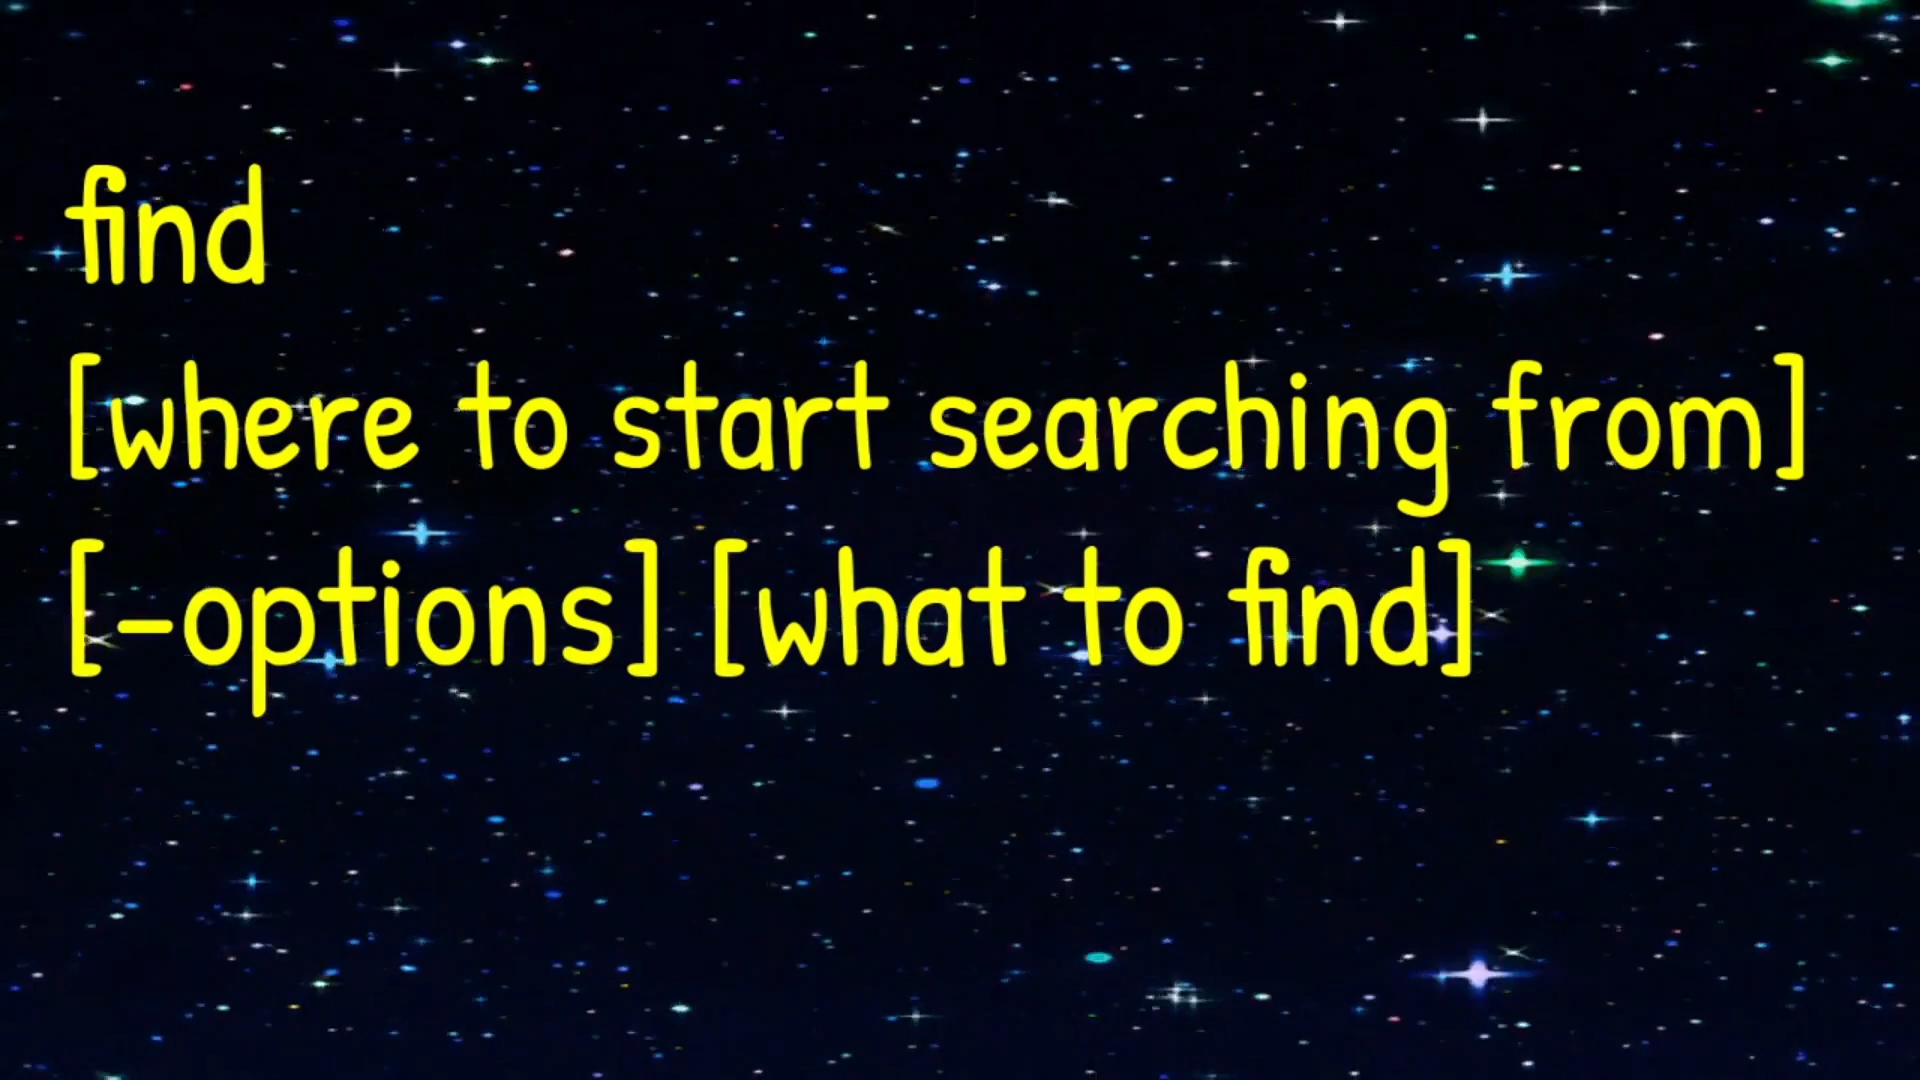 find
[where to start searching from]
[-options] [what to find]